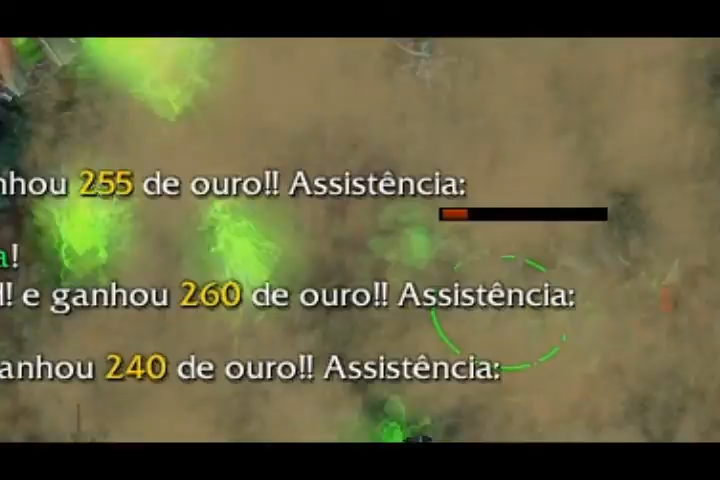 nhou 255 de ouro!! Assistência:
a!
l! e ganhou 260 de ouro!! Assistência:
anhou 240 de ouro!! Assistência: